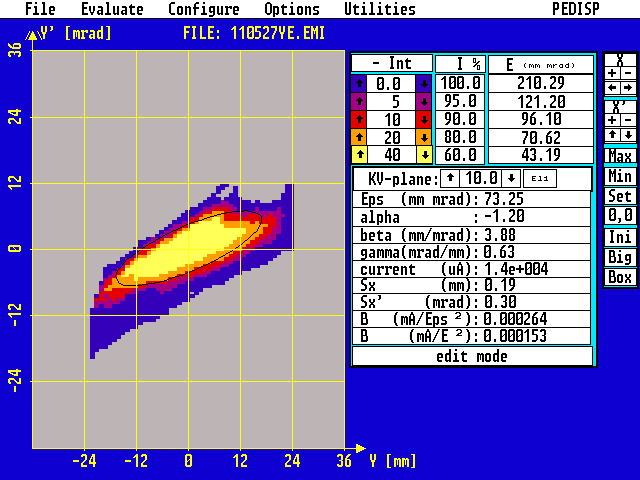 File Evaluate Configure Options Utilities PEDISP
Y' [mrad] FILE: 110527YE.EMI
36
24
12
0
-12
-24
-24 -12 0 12 24 36 Y [mm]
- Int I % E (mm mrad)
0.0 100.0 210.29
5 95.0 121.20
10 90.0 96.10
20 80.0 70.62
40 60.0 43.19
KV-plane: 10.0 Eli
Eps (mm mrad): 73.25
alpha : -1.20
beta (mm/mrad): 3.88
gamma(mrad/mm): 0.63
current (uA): 1.4e+004
Sx (mm): 0.19
Sx' (mrad): 0.30
B (mA/Eps ²): 0.000264
B (mA/E ²): 0.000153
edit mode
X
+ -
X'
+ -
Max
Min
Set
0,0
Ini
Big
Box